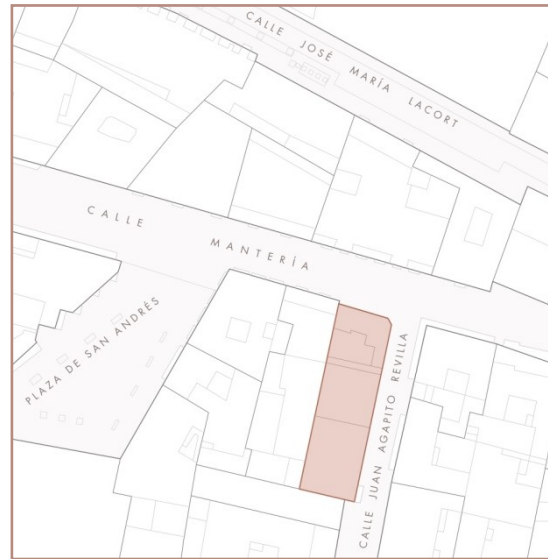 CALLE JOSÉ MARÍA LACORT
CALLE MANTERÍA
PLAZA DE SAN ANDRÉS
CALLE JUAN AGAPITO REVILLA